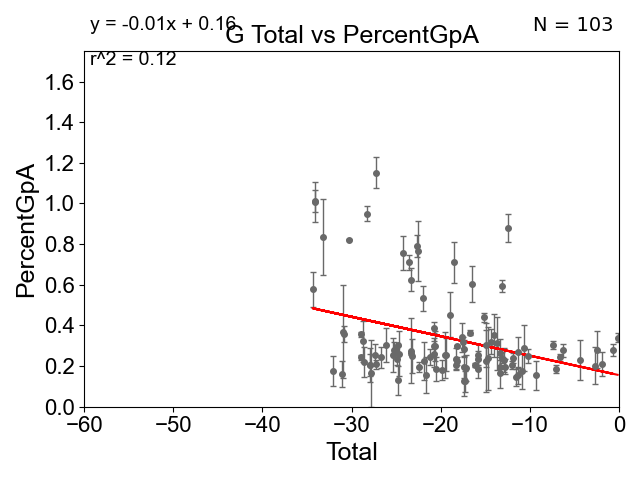 y = -0.01x + 0.16
G Total vs PercentGpA
N = 103
r^2 = 0.12
PercentGpA
1.6
1.4
1.2
1.0
0.8
0.6
0.4
0.2
0.0
−60
−50
−40
−30
−20
−10
0
Total